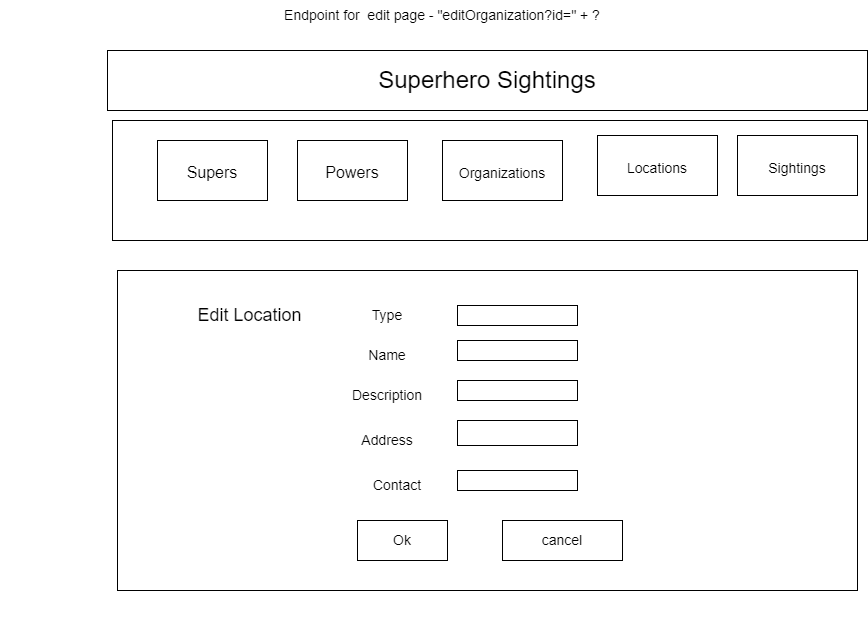 Endpoint for edit page - "editOrganization?id=" + ?
Superhero Sightings
Supers
Powers
Organizations
Locations
Sightings
Edit Location
Type
Name
Description
Address
Contact
Ok
cancel